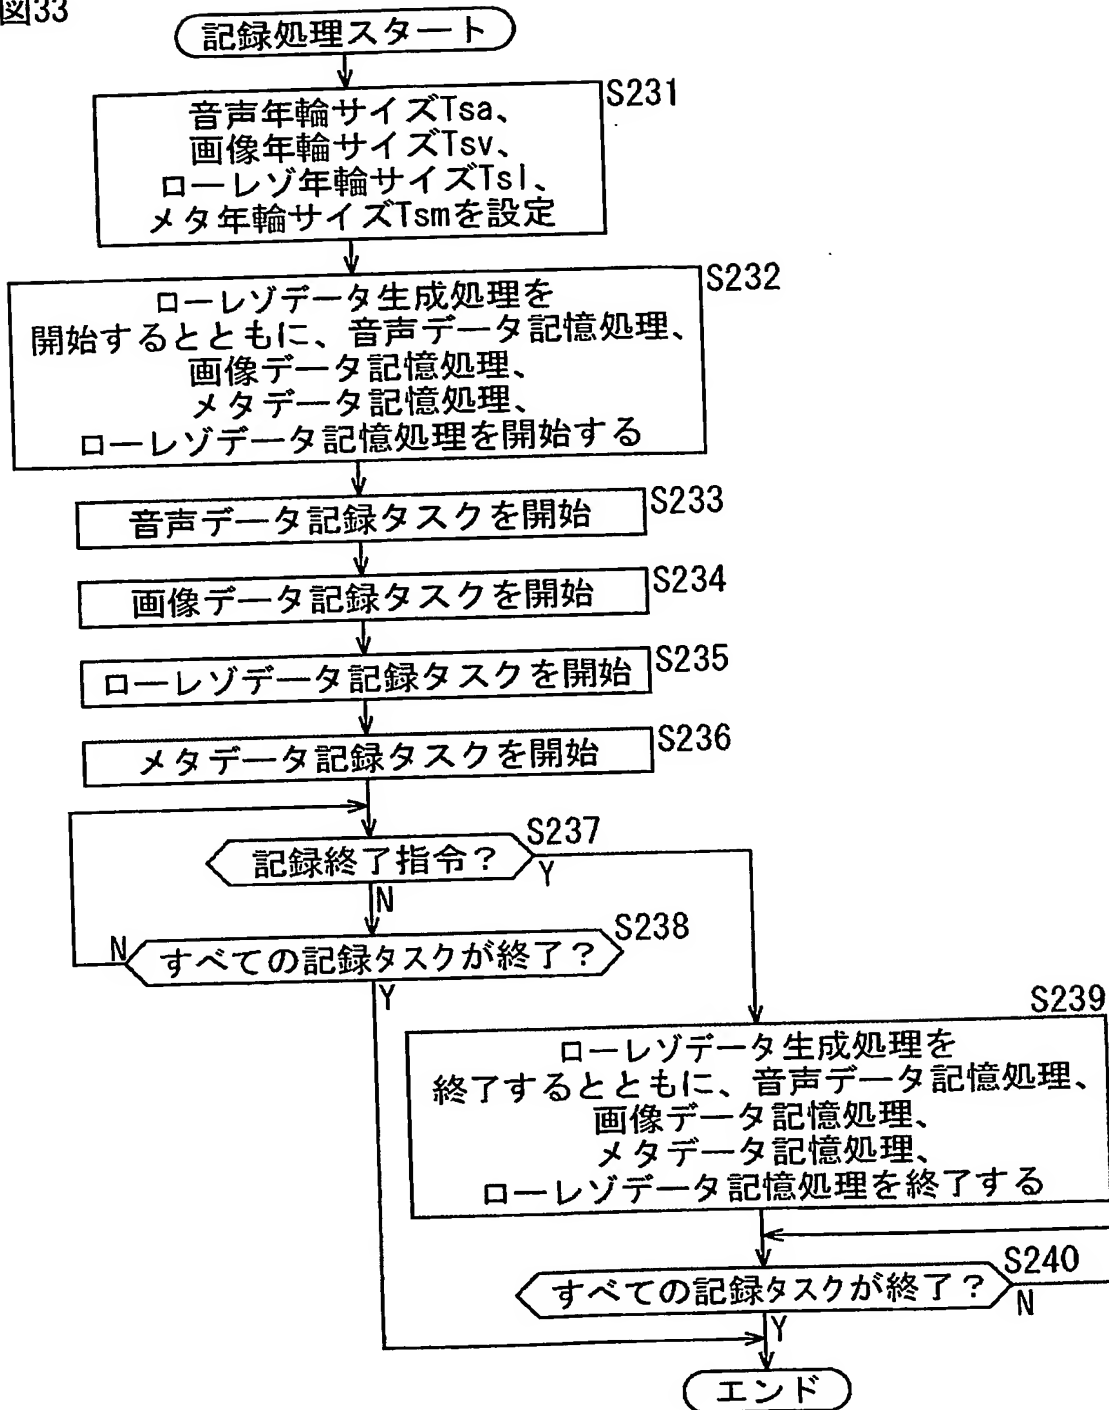 図33
記録処理スタート
S231
音声年輪サイズTsa、
画像年輪サイズTsv、
ローレゾ年輪サイズTsl、
メタ年輪サイズTsmを設定
S232
ローレゾデータ生成処理を
開始するとともに、音声データ記憶処理、
画像データ記憶処理、
メタデータ記憶処理、
ローレゾデータ記憶処理を開始する
S233
音声データ記録タスクを開始
S234
画像データ記録タスクを開始
S235
ローレゾデータ記録タスクを開始
S236
メタデータ記録タスクを開始
S237
記録終了指令？
Y
N
S238
すべての記録タスクが終了？
N
Y
S239
ローレゾデータ生成処理を
終了するとともに、音声データ記憶処理、
画像データ記憶処理、
メタデータ記憶処理、
ローレゾデータ記憶処理を終了する
S240
すべての記録タスクが終了？
N
Y
エンド